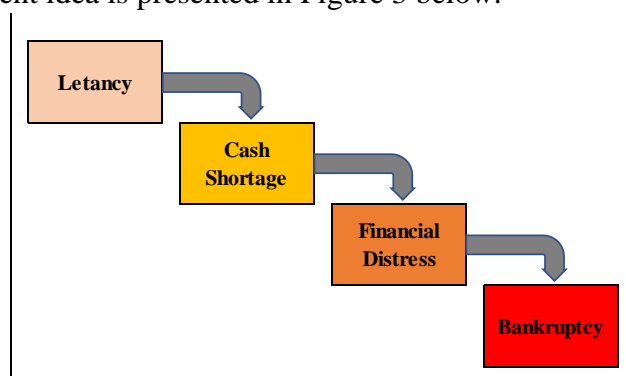 ent idea is presented in Figure 3 below.
Letancy
Cash
Shortage
Financial
Distress
Bankruptcy